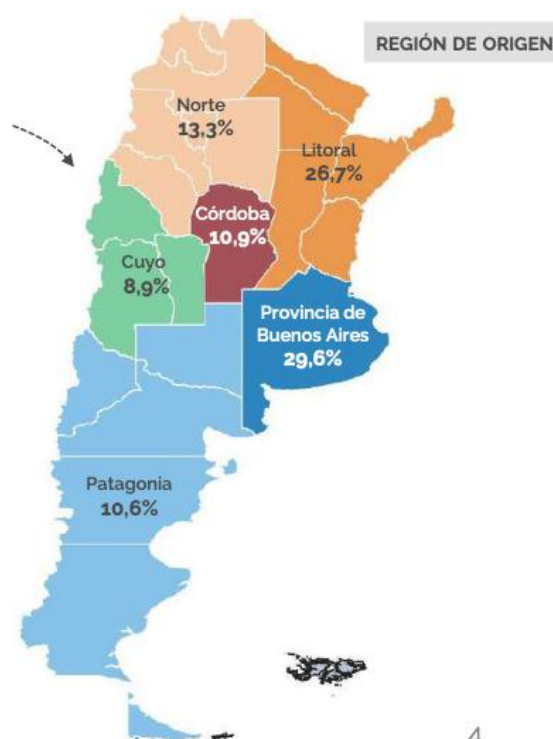 REGIÓN DE ORIGEN
Norte
13,3%
Litoral
26,7%
Córdoba
10,9%
Cuyo
8,9%
Provincia de
Buenos Aires
29,6%
Patagonia
10,6%
4